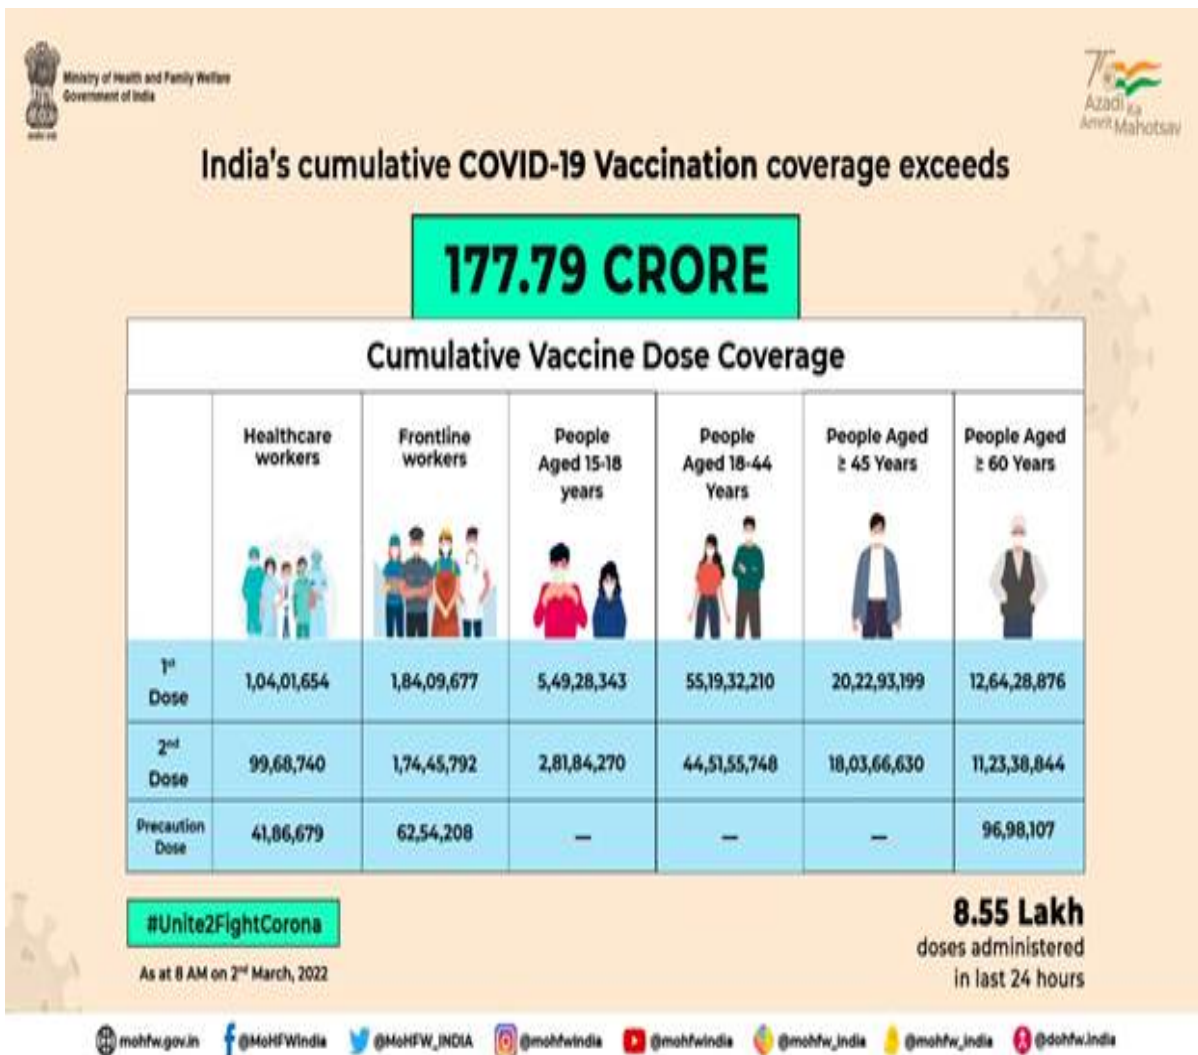 Ministry of Health and Family Welfare
Government of India
75
Azadi Ka
Amrit Mahotsav
India's cumulative COVID-19 Vaccination coverage exceeds
177.79 CRORE
Cumulative Vaccine Dose Coverage
Healthcare workers
Frontline workers
People Aged 15-18 years
People Aged 18-44 Years
People Aged ≥ 45 Years
People Aged ≥ 60 Years
1st Dose 1,04,01,654 1,84,09,677 5,49,28,343 55,19,32,210 20,22,93,199 12,64,28,876
2nd Dose 99,68,740 1,74,45,792 2,81,84,270 44,51,55,748 18,03,66,630 11,23,38,844
Precaution Dose 41,86,679 62,54,208 — — — 96,98,107
#Unite2FightCorona
As at 8 AM on 2nd March, 2022
8.55 Lakh
doses administered
in last 24 hours
mohfw.gov.in @MoHFWIndia @MoHFW_INDIA @mohfwindia @mohfwindia @mohfw_india @mohfw_india @dohfw.india